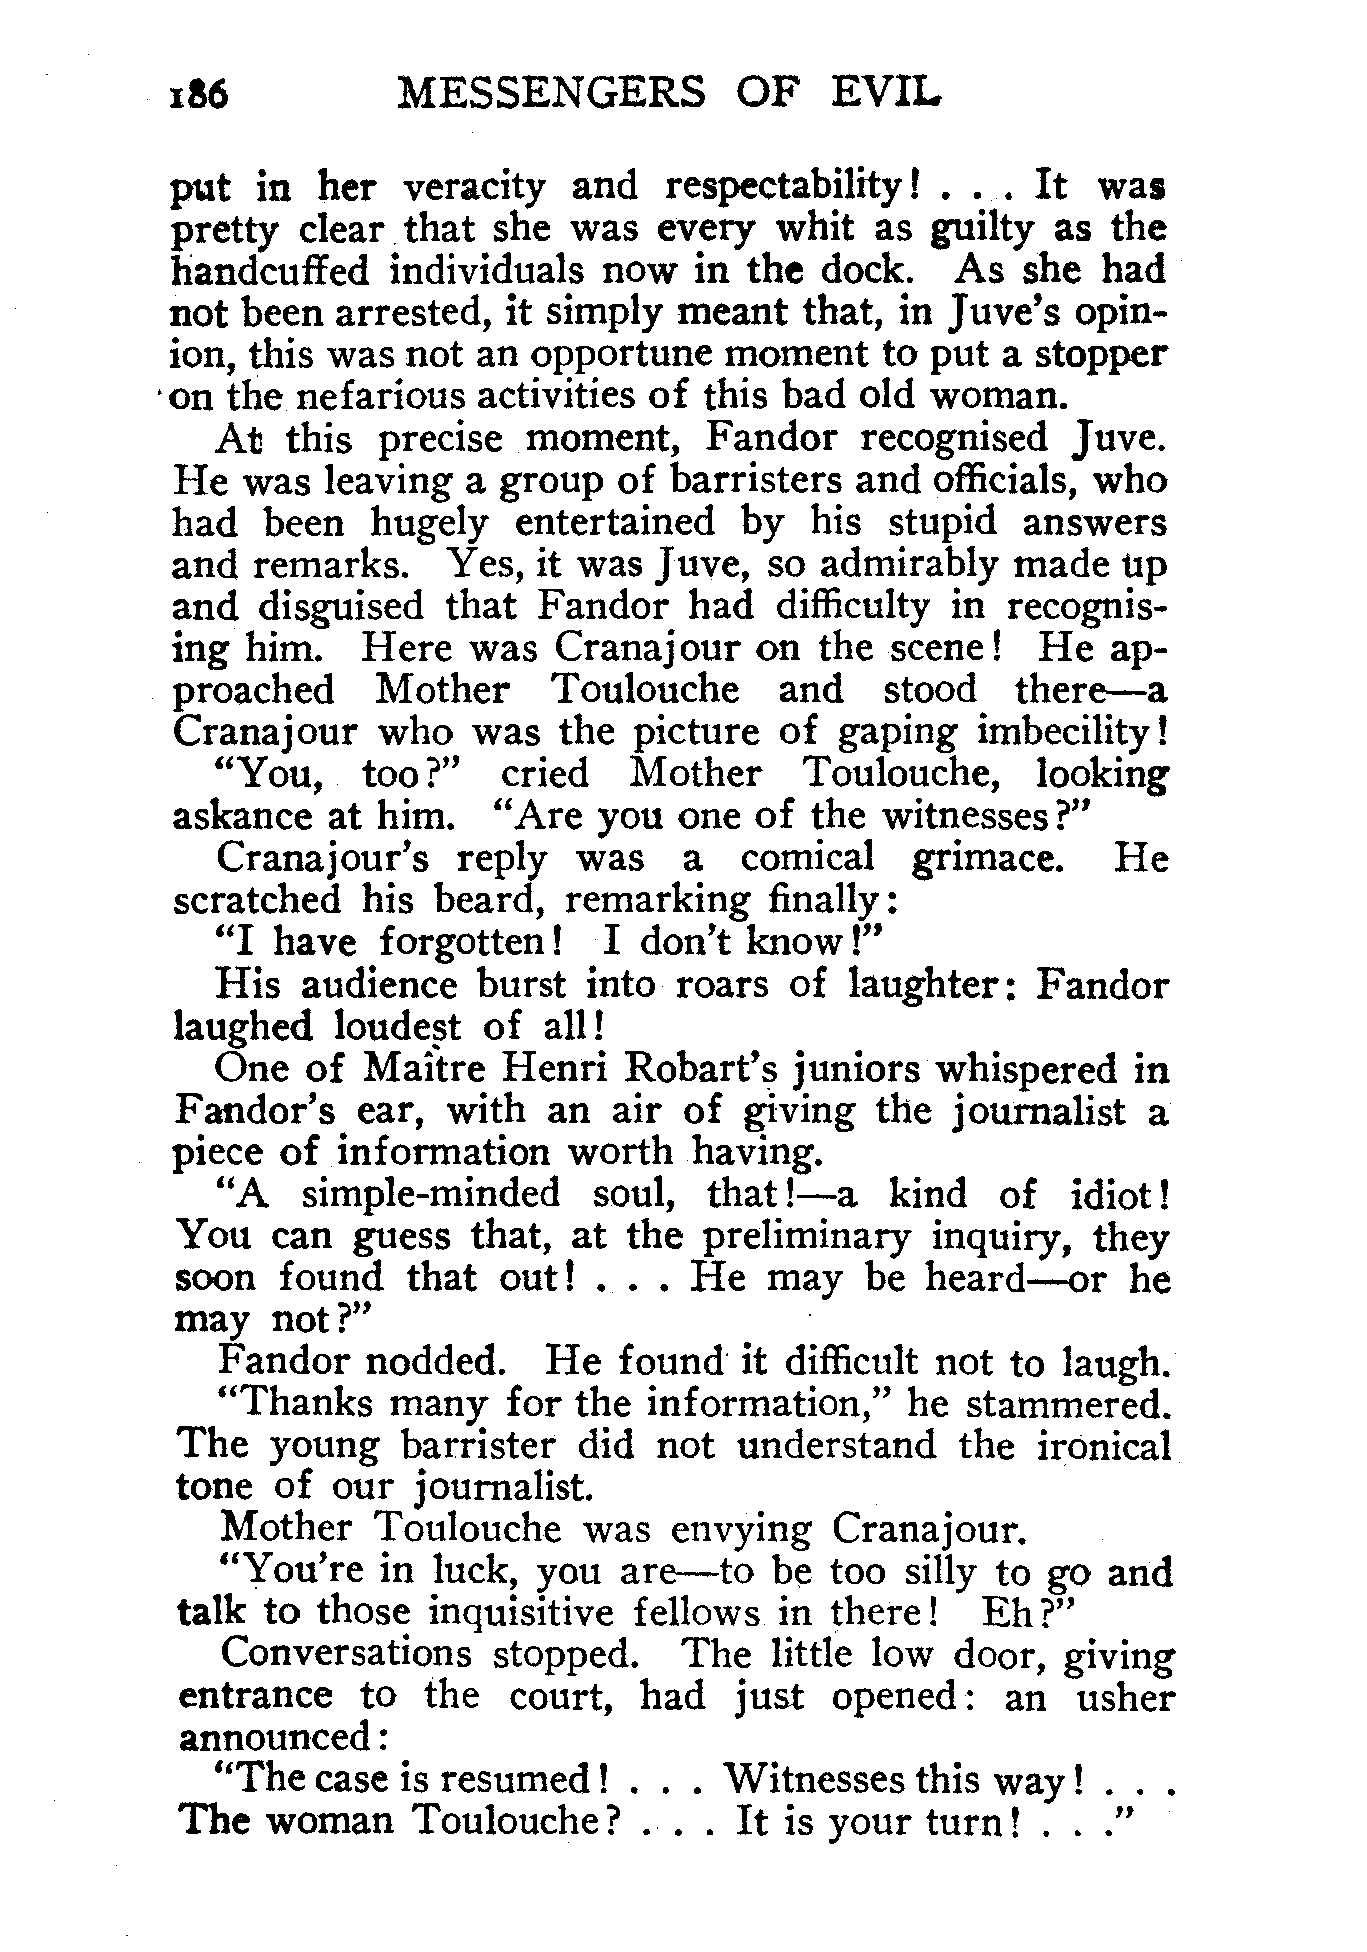 186 MESSENGERS OF EVIL
put in her veracity and respectability! . . . It was
pretty clear that she was every whit as guilty as the
handcuffed individuals now in the dock. As she had
not been arrested, it simply meant that, in Juve's opin-
ion, this was not an opportune moment to put a stopper
on the nefarious activities of this bad old woman.
At this precise moment, Fandor recognised Juve.
He was leaving a group of barristers and officials, who
had been hugely entertained by his stupid answers
and remarks. Yes, it was Juve, so admirably made up
and disguised that Fandor had difficulty in recognis-
ing him. Here was Cranajour on the scene! He ap-
proached Mother Toulouche and stood there—a
Cranajour who was the picture of gaping imbecility!
"You, too?" cried Mother Toulouche, looking
askance at him. "Are you one of the witnesses?"
Cranajour's reply was a comical grimace. He
scratched his beard, remarking finally:
"I have forgotten! I don't know!"
His audience burst into roars of laughter: Fandor
laughed loudest of all!
One of Maître Henri Robart's juniors whispered in
Fandor's ear, with an air of giving the journalist a
piece of information worth having.
"A simple-minded soul, that!—a kind of idiot!
You can guess that, at the preliminary inquiry, they
soon found that out! . . . He may be heard—or he
may not?"
Fandor nodded. He found it difficult not to laugh.
"Thanks many for the information," he stammered.
The young barrister did not understand the ironical
tone of our journalist.
Mother Toulouche was envying Cranajour.
"You're in luck, you are—to be too silly to go and
talk to those inquisitive fellows in there! Eh?"
Conversations stopped. The little low door, giving
entrance to the court, had just opened: an usher
announced:
"The case is resumed! . . . Witnesses this way! . . .
The woman Toulouche? . . . It is your turn! . . ."